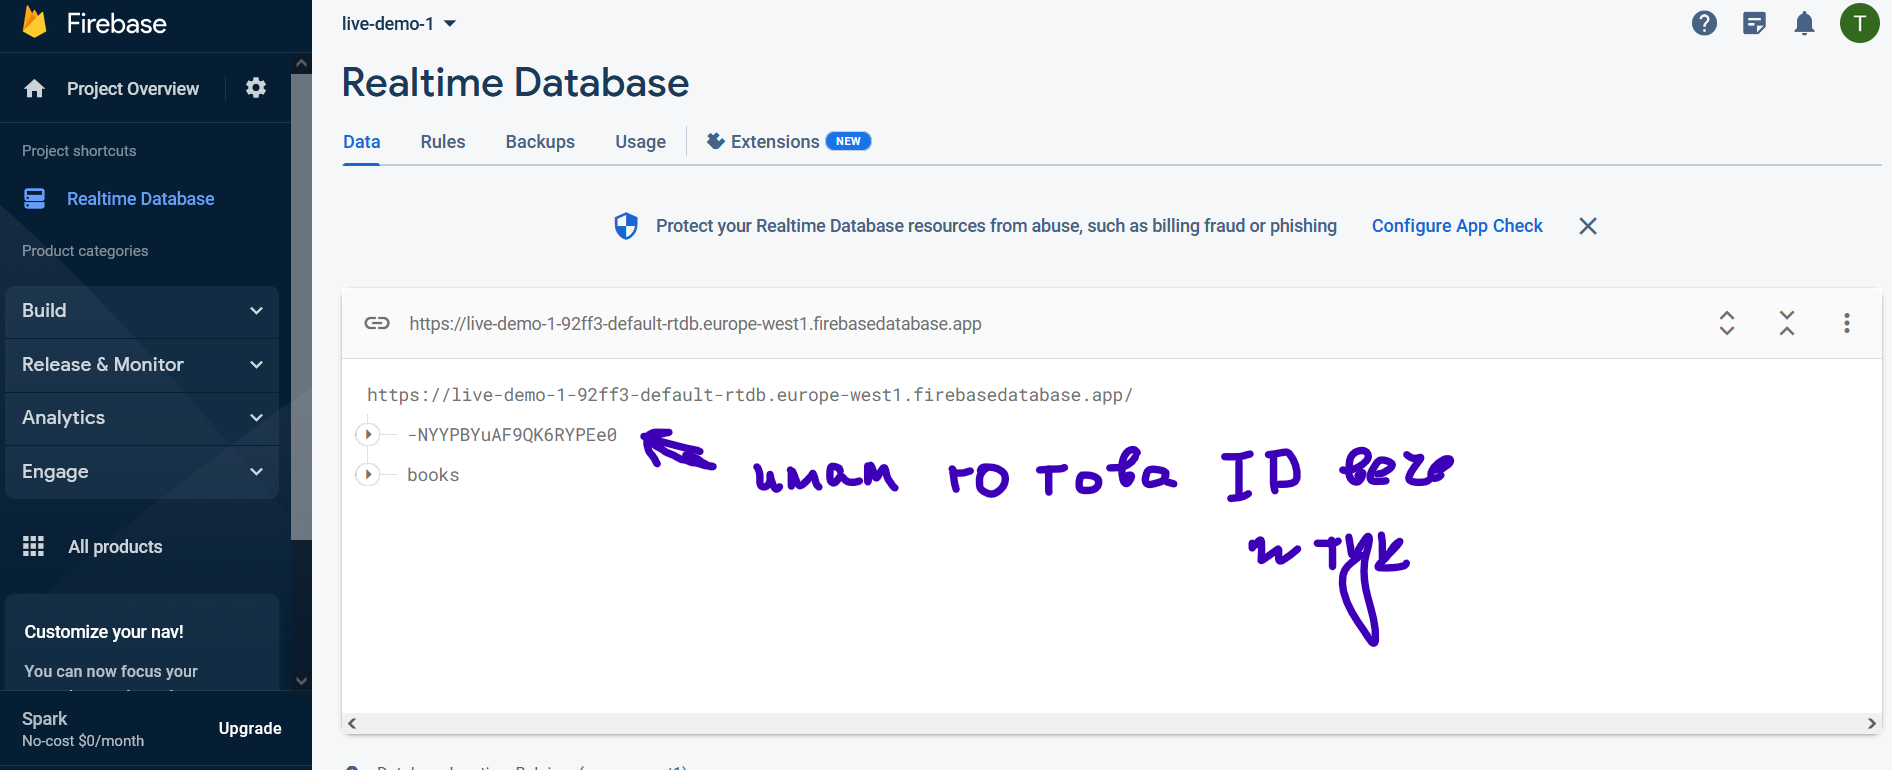 Firebase
live-demo-1
T
Project Overview
Realtime Database
Data Rules Backups Usage Extensions NEW
Project shortcuts
Realtime Database
Protect your Realtime Database resources from abuse, such as billing fraud or phishing Configure App Check
Product categories
Build
https://live-demo-1-92ff3-default-rtdb.europe-west1.firebasedatabase.app
Release & Monitor
https://live-demo-1-92ff3-default-rtdb.europe-west1.firebasedatabase.app/
Analytics
-NYYPBYuAF9QK6RYPEe0
Engage
books
имам го това ID вече
и тук
All products
Customize your nav!
You can now focus your
Spark
No-cost $0/month
Upgrade